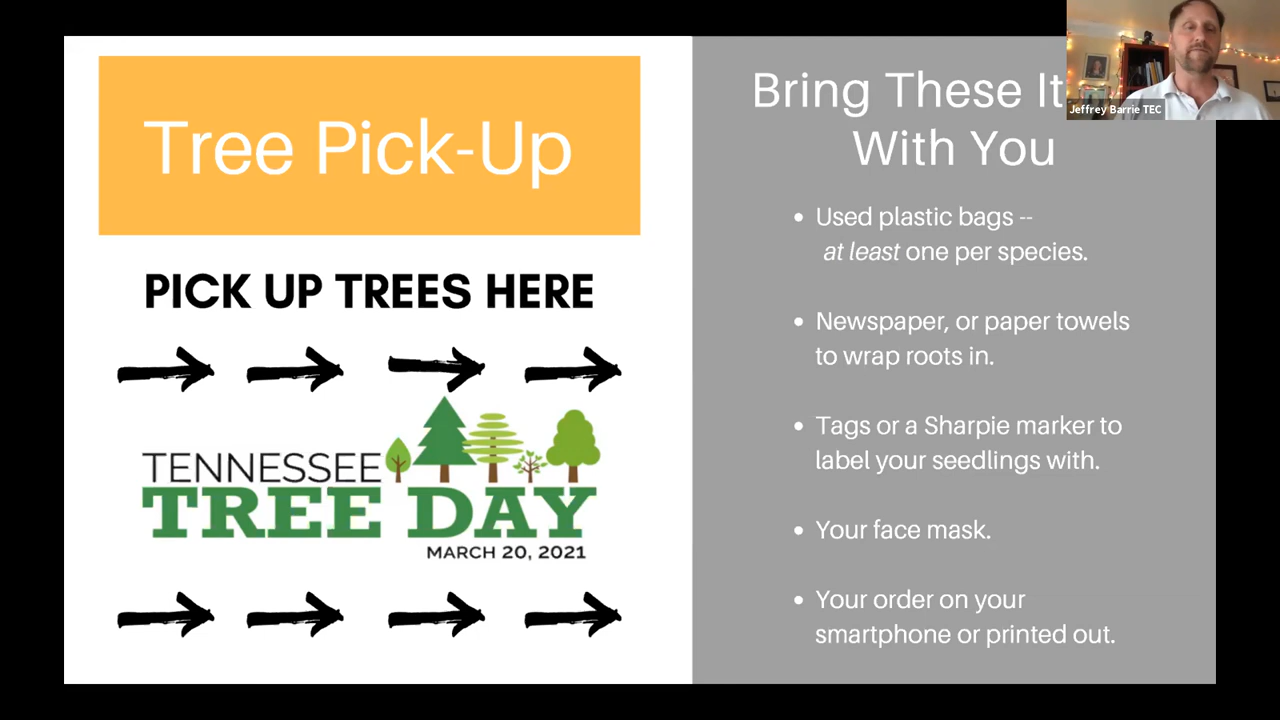 Tree Pick-Up
PICK UP TREES HERE
TENNESSEE
TREE DAY
MARCH 20, 2021
Bring These It
With You
• Used plastic bags --
at least one per species.
• Newspaper, or paper towels
to wrap roots in.
• Tags or a Sharpie marker to
label your seedlings with.
• Your face mask.
• Your order on your
smartphone or printed out.
Jeffrey Barrie TEC